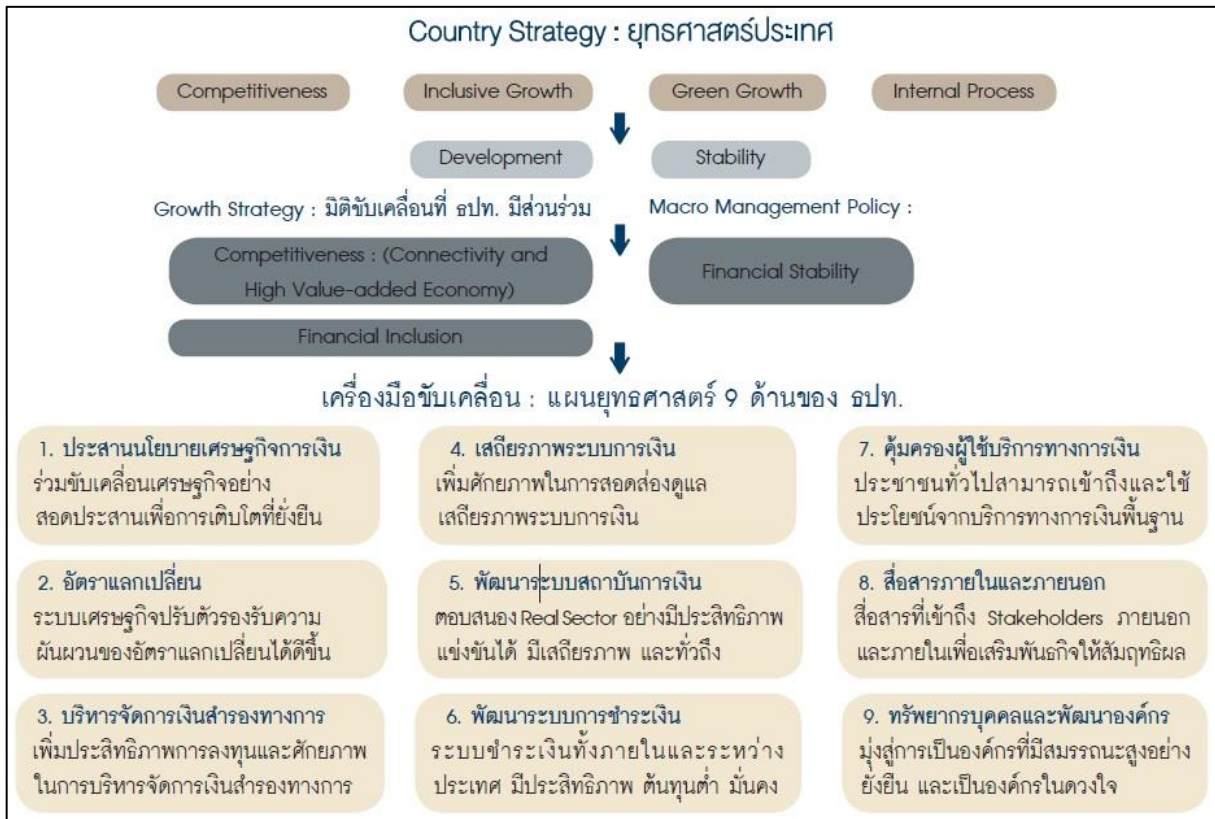 Country Strategy : ยุทธศาสตร์ประเทศ
Competitiveness
Inclusive Growth
Green Growth
Internal Process
Development
Stability
Growth Strategy : มิติขับเคลื่อนที่ ธปท. มีส่วนร่วม
Macro Management Policy :
Competitiveness : (Connectivity and
High Value-added Economy)
Financial Stability
Financial Inclusion
เครื่องมือขับเคลื่อน : แผนยุทธศาสตร์ 9 ด้านของ ธปท.
1. ประสานนโยบายเศรษฐกิจการเงิน
ร่วมขับเคลื่อนเศรษฐกิจอย่าง
สอดประสานเพื่อการเติบโตที่ยั่งยืน
2. อัตราแลกเปลี่ยน
ระบบเศรษฐกิจปรับตัวรองรับความ
ผันผวนของอัตราแลกเปลี่ยนได้ดีขึ้น
3. บริหารจัดการเงินสำรองทางการ
เพิ่มประสิทธิภาพการลงทุนและศักยภาพ
ในการบริหารจัดการเงินสำรองทางการ
4. เสถียรภาพระบบการเงิน
เพิ่มศักยภาพในการสอดส่องดูแล
เสถียรภาพระบบการเงิน
5. พัฒนาระบบสถาบันการเงิน
ตอบสนอง Real Sector อย่างมีประสิทธิภาพ
แข่งขันได้ มีเสถียรภาพ และทั่วถึง
6. พัฒนาระบบการชำระเงิน
ระบบชำระเงินทั้งภายในและระหว่าง
ประเทศ มีประสิทธิภาพ ต้นทุนต่ำ มั่นคง
7. คุ้มครองผู้ใช้บริการทางการเงิน
ประชาชนทั่วไปสามารถเข้าถึงและใช้
ประโยชน์จากบริการทางการเงินพื้นฐาน
8. สื่อสารภายในและภายนอก
สื่อสารที่เข้าถึง Stakeholders ภายนอก
และภายในเพื่อเสริมพันธกิจให้สัมฤทธิผล
9. ทรัพยากรบุคคลและพัฒนาองค์กร
มุ่งสู่การเป็นองค์กรที่มีสมรรถนะสูงอย่าง
ยั่งยืน และเป็นองค์กรในดวงใจ